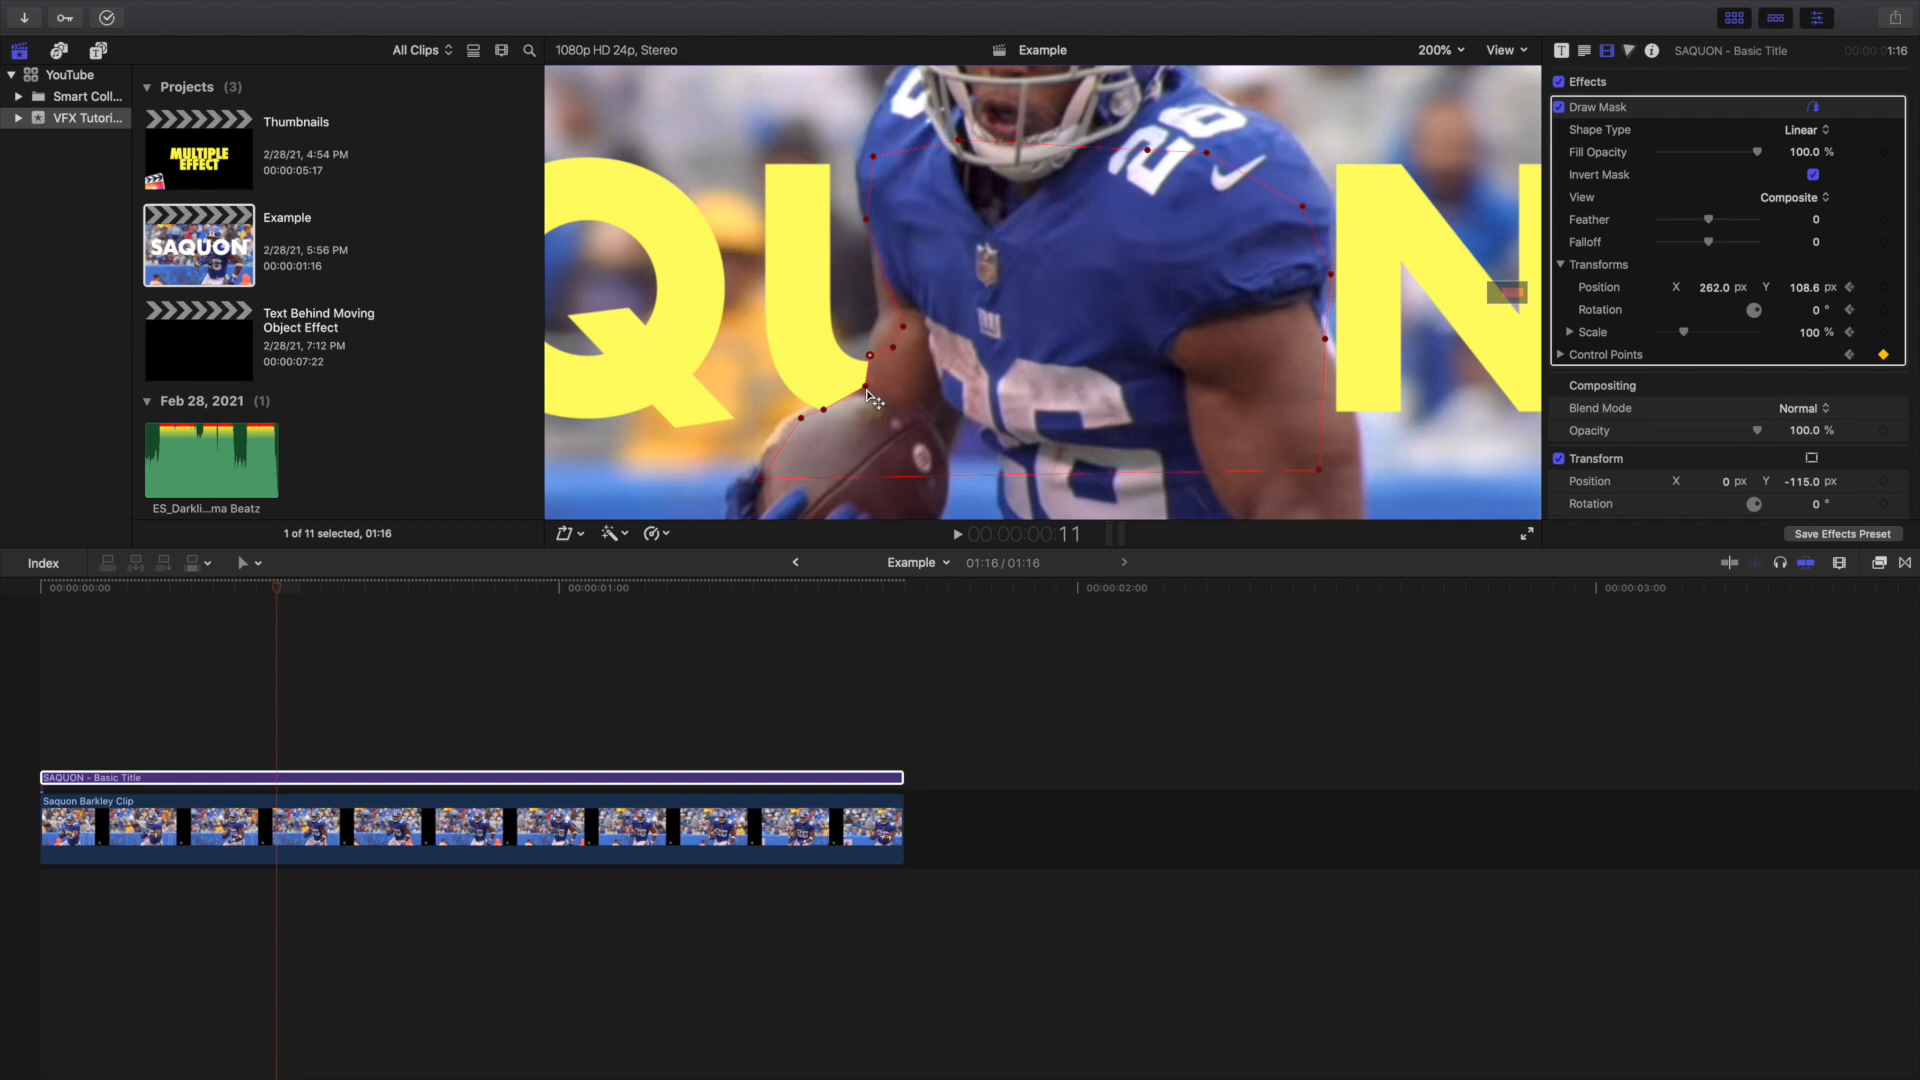 All Clips
1080p HD 24p, Stereo
Example
200%
View
SAQUON - Basic Title
00:00:01:16
YouTube
Smart Coll...
VFX Tutori...
Projects (3)
Thumbnails
2/28/21, 4:54 PM
00:00:05:17
MULTIPLE
EFFECT
Example
2/28/21, 5:56 PM
00:00:01:16
SAQUON
Text Behind Moving
Object Effect
2/28/21, 7:12 PM
00:00:07:22
Feb 28, 2021 (1)
ES_Darkli...ma Beatz
1 of 11 selected, 01:16
QU N
26
26
Effects
Draw Mask
Shape Type Linear
Fill Opacity 100.0 %
Invert Mask
View Composite
Feather 0
Falloff 0
Transforms
Position X 262.0 px Y 108.6 px
Rotation 0 °
Scale 100 %
Control Points
Compositing
Blend Mode Normal
Opacity 100.0 %
Transform
Position X 0 px Y -115.0 px
Rotation 0 °
00:00:00:11
Save Effects Preset
Index
Example
01:16 / 01:16
00:00:00:00
00:00:01:00
00:00:02:00
00:00:03:00
SAQUON - Basic Title
Saquon Barkley Clip